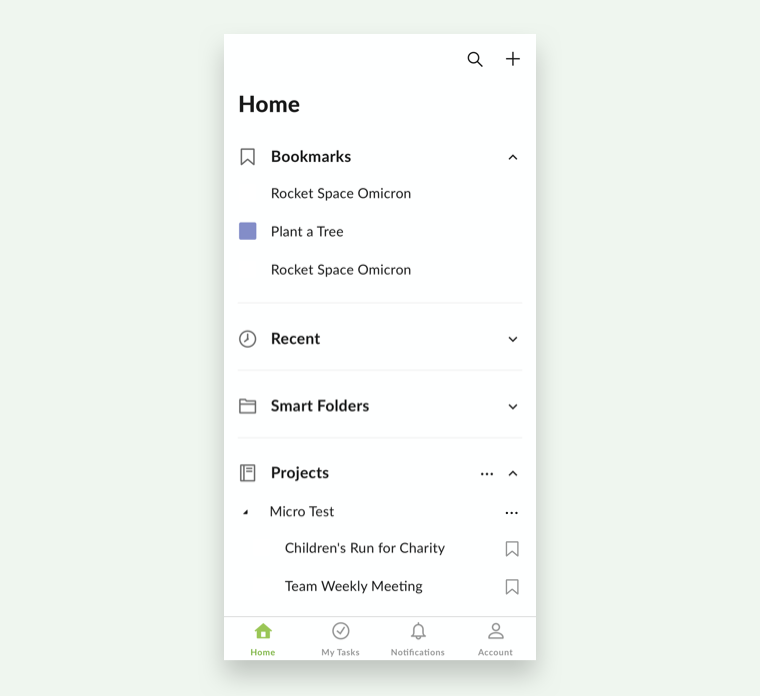 Home
Bookmarks
Rocket Space Omicron
Plant a Tree
Rocket Space Omicron
Recent
Smart Folders
Projects
Micro Test
Children's Run for Charity
Team Weekly Meeting
Home My Tasks Notifications Account